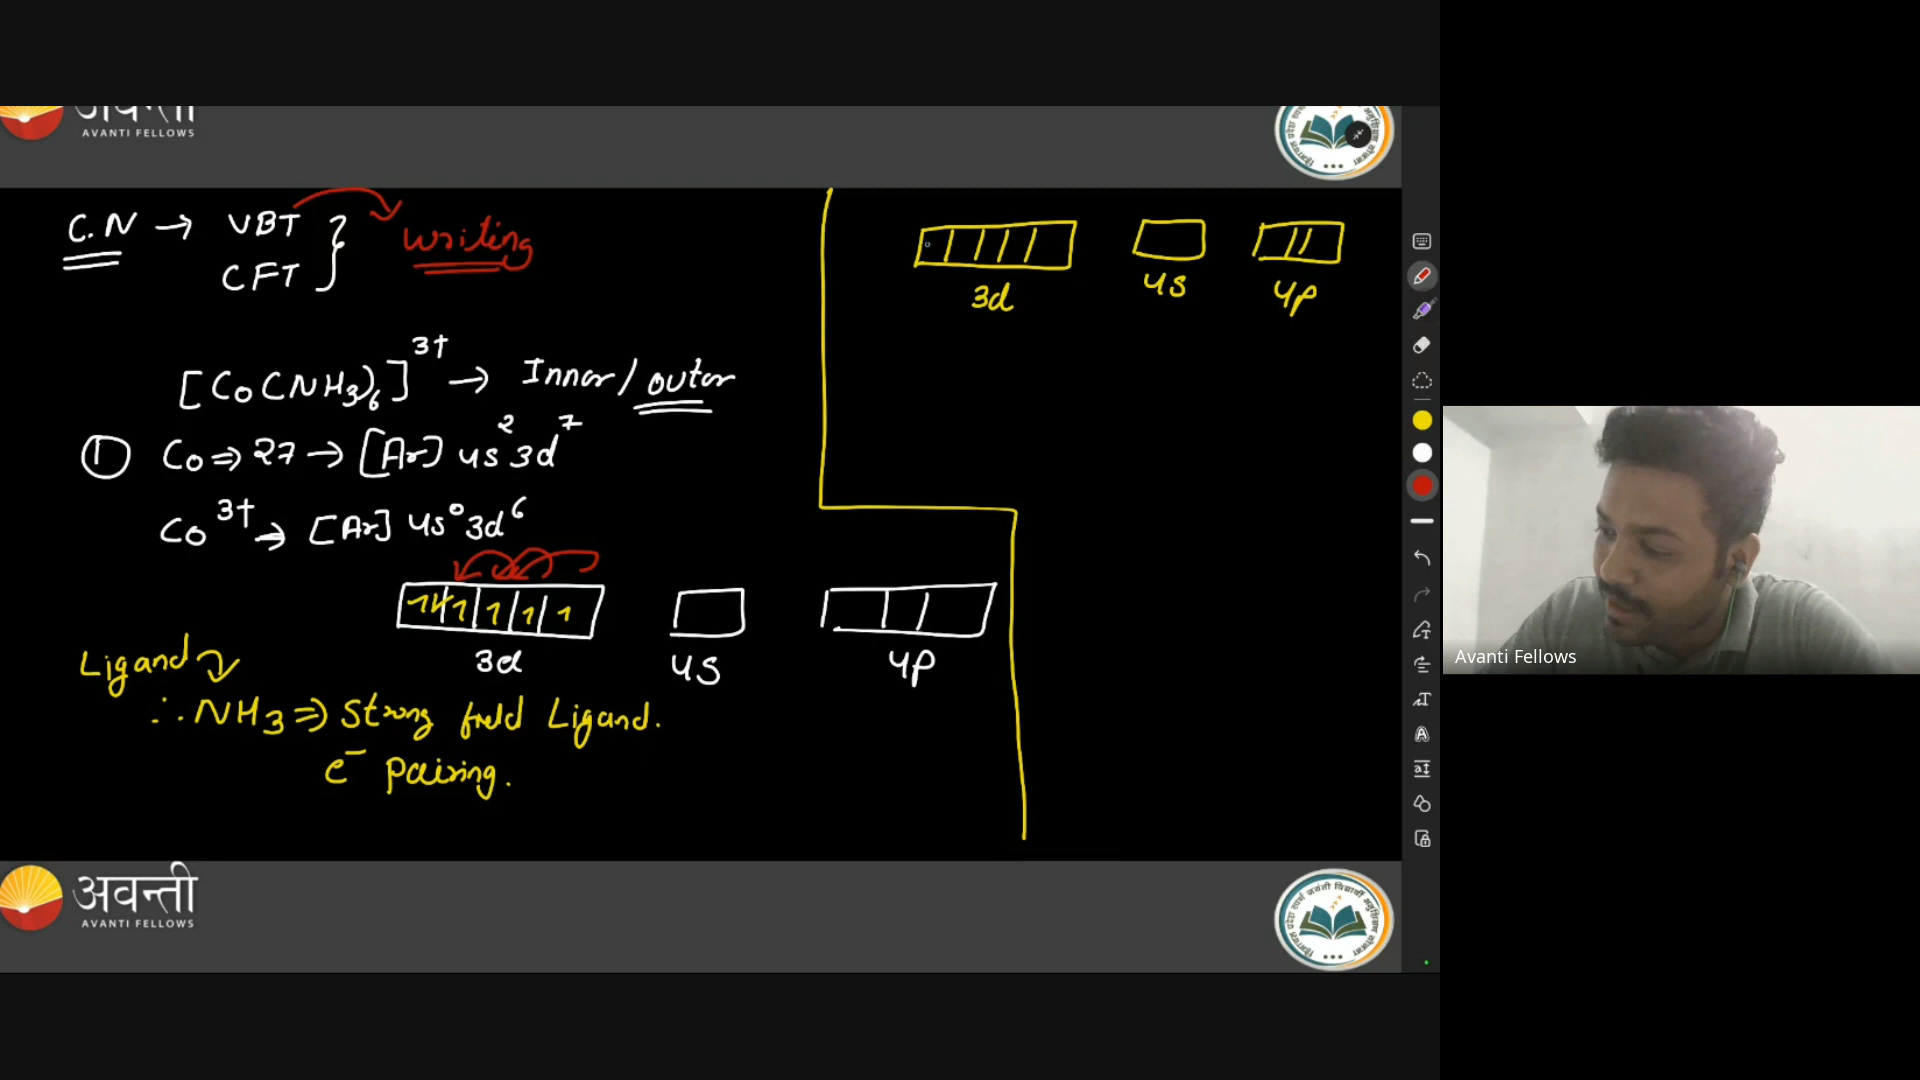 AVANTI FELLOWS
C.N → VBT
CFT
Writing
[Co(NH3)6]3+ → Inner/outer
① Co ⇒ 27 → [Ar] 4s2 3d7
Co3+ → [Ar] 4s0 3d6
3d 4s 4p
Ligand
∴ NH3 ⇒ Strong field Ligand.
e− Pairing.
3d 4s 4p
Avanti Fellows
अवन्ती
AVANTI FELLOWS